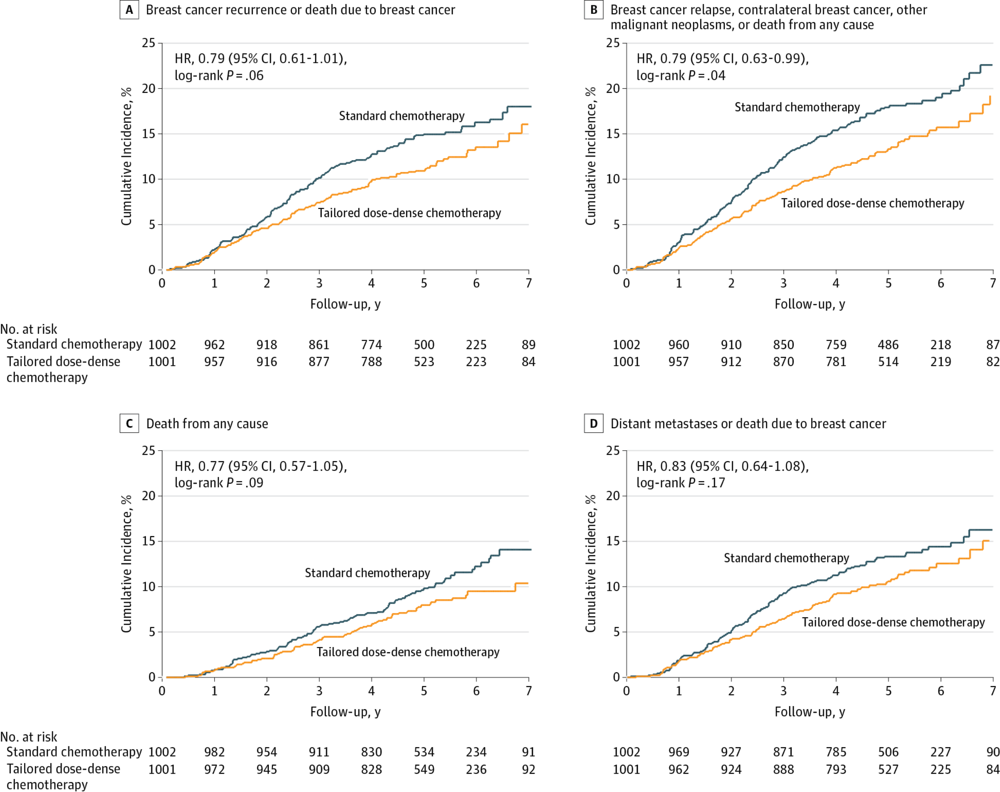 A Breast cancer recurrence or death due to breast cancer
25
20
15
10
5
0
Cumulative Incidence, %
HR, 0.79 (95% CI, 0.61-1.01),
log-rank P = .06
Standard chemotherapy
Tailored dose-dense chemotherapy
0 1 2 3 4 5 6 7
Follow-up, y
No. at risk
Standard chemotherapy 1002 962 918 861 774 500 225 89
Tailored dose-dense 1001 957 916 877 788 523 223 84
chemotherapy
B Breast cancer relapse, contralateral breast cancer, other
malignant neoplasms, or death from any cause
25
20
15
10
5
0
Cumulative Incidence, %
HR, 0.79 (95% CI, 0.63-0.99),
log-rank P = .04
Standard chemotherapy
Tailored dose-dense chemotherapy
0 1 2 3 4 5 6 7
Follow-up, y
1002 960 910 850 759 486 218 87
1001 957 912 870 781 514 219 82
C Death from any cause
25
20
15
10
5
0
Cumulative Incidence, %
HR, 0.77 (95% CI, 0.57-1.05),
log-rank P = .09
Standard chemotherapy
Tailored dose-dense chemotherapy
0 1 2 3 4 5 6 7
Follow-up, y
No. at risk
Standard chemotherapy 1002 982 954 911 830 534 234 91
Tailored dose-dense 1001 972 945 909 828 549 236 92
chemotherapy
D Distant metastases or death due to breast cancer
25
20
15
10
5
0
Cumulative Incidence, %
HR, 0.83 (95% CI, 0.64-1.08),
log-rank P = .17
Standard chemotherapy
Tailored dose-dense chemotherapy
0 1 2 3 4 5 6 7
Follow-up, y
1002 969 927 871 785 506 227 90
1001 962 924 888 793 527 225 84